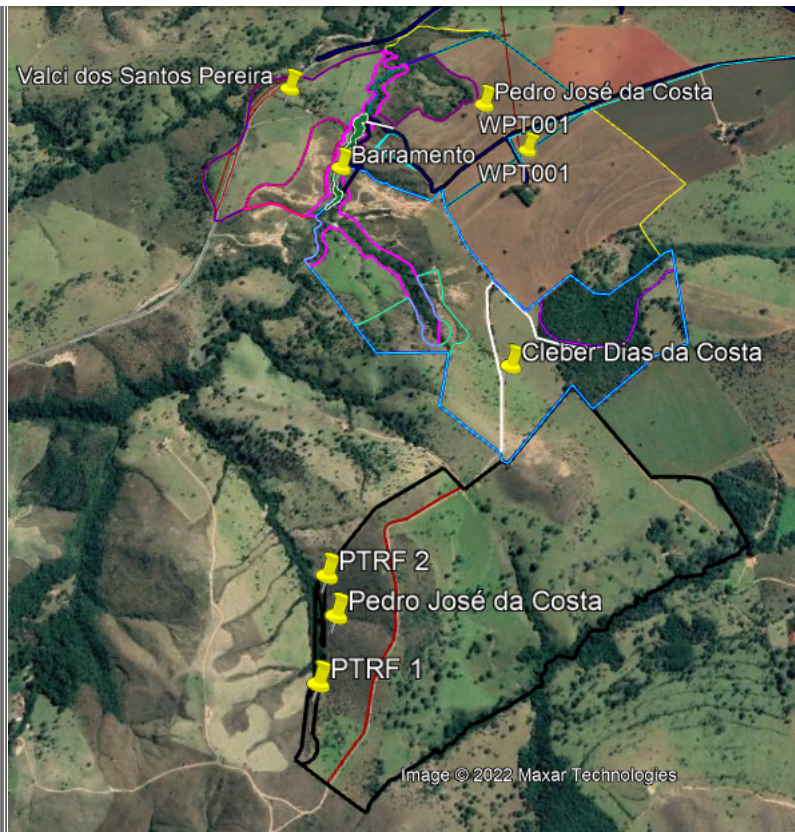 Valci dos Santos Pereira
Pedro José da Costa
WPT001
Barramento
WPT001
Cleber Dias da Costa
PTRF 2
Pedro José da Costa
PTRF 1
Image © 2022 Maxar Technologies